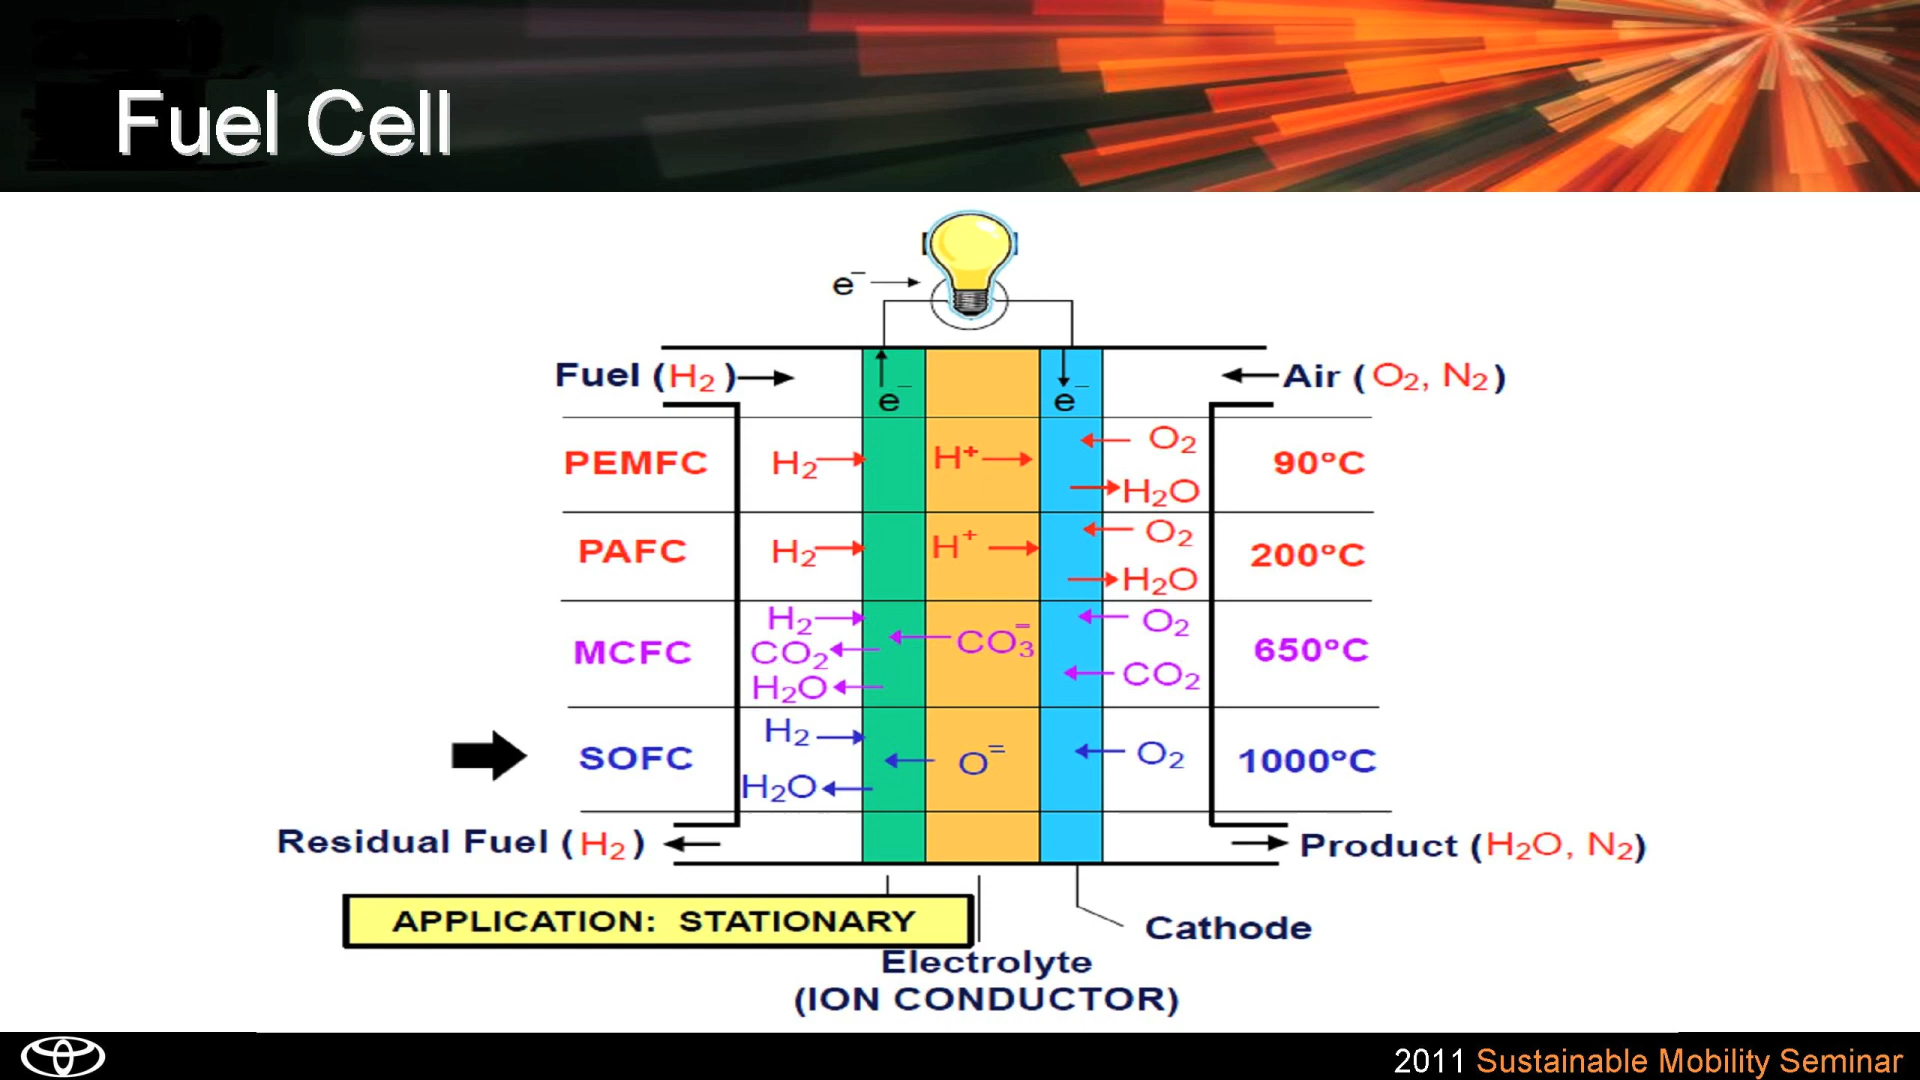 Fuel Cell
e⁻
Fuel (H₂)
Air (O₂, N₂)
e⁻
e⁻
PEMFC
H₂
H⁺
O₂
H₂O
90°C
PAFC
H₂
H⁺
O₂
H₂O
200°C
MCFC
H₂
CO₂
H₂O
CO₃⁼
O₂
CO₂
650°C
SOFC
H₂
H₂O
O⁼
O₂
1000°C
Residual Fuel (H₂)
Product (H₂O, N₂)
APPLICATION: STATIONARY
Cathode
Electrolyte
(ION CONDUCTOR)
2011 Sustainable Mobility Seminar